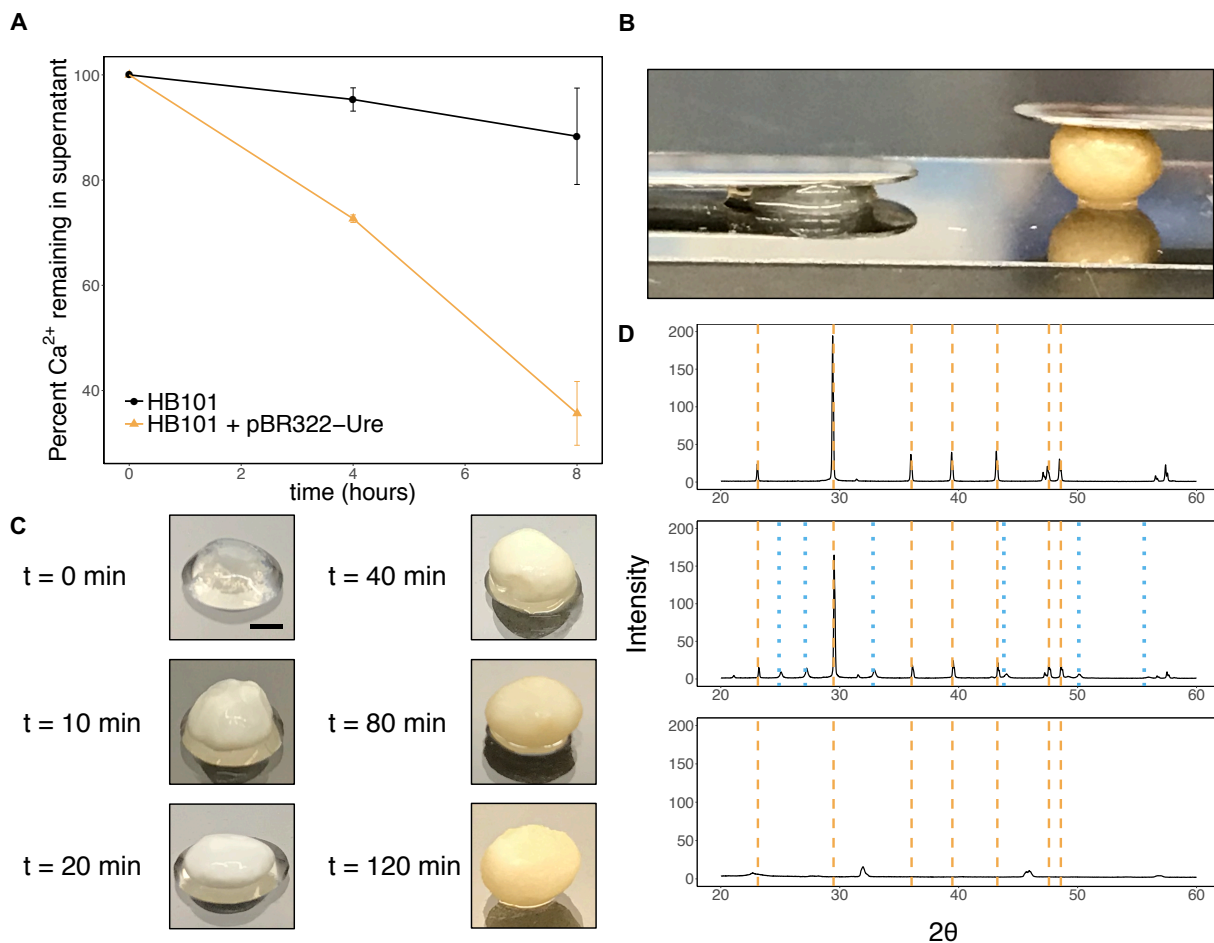 A
Percent Ca2+ remaining in supernatant
100
80
60
40
HB101
HB101 + pBR322−Ure
0
2
4
6
8
time (hours)
B
C
t = 0 min
t = 40 min
t = 10 min
t = 80 min
t = 20 min
t = 120 min
D
Intensity
200
150
100
50
0
20
30
40
50
60
200
150
100
50
0
20
30
40
50
60
200
150
100
50
0
20
30
40
50
60
2θ